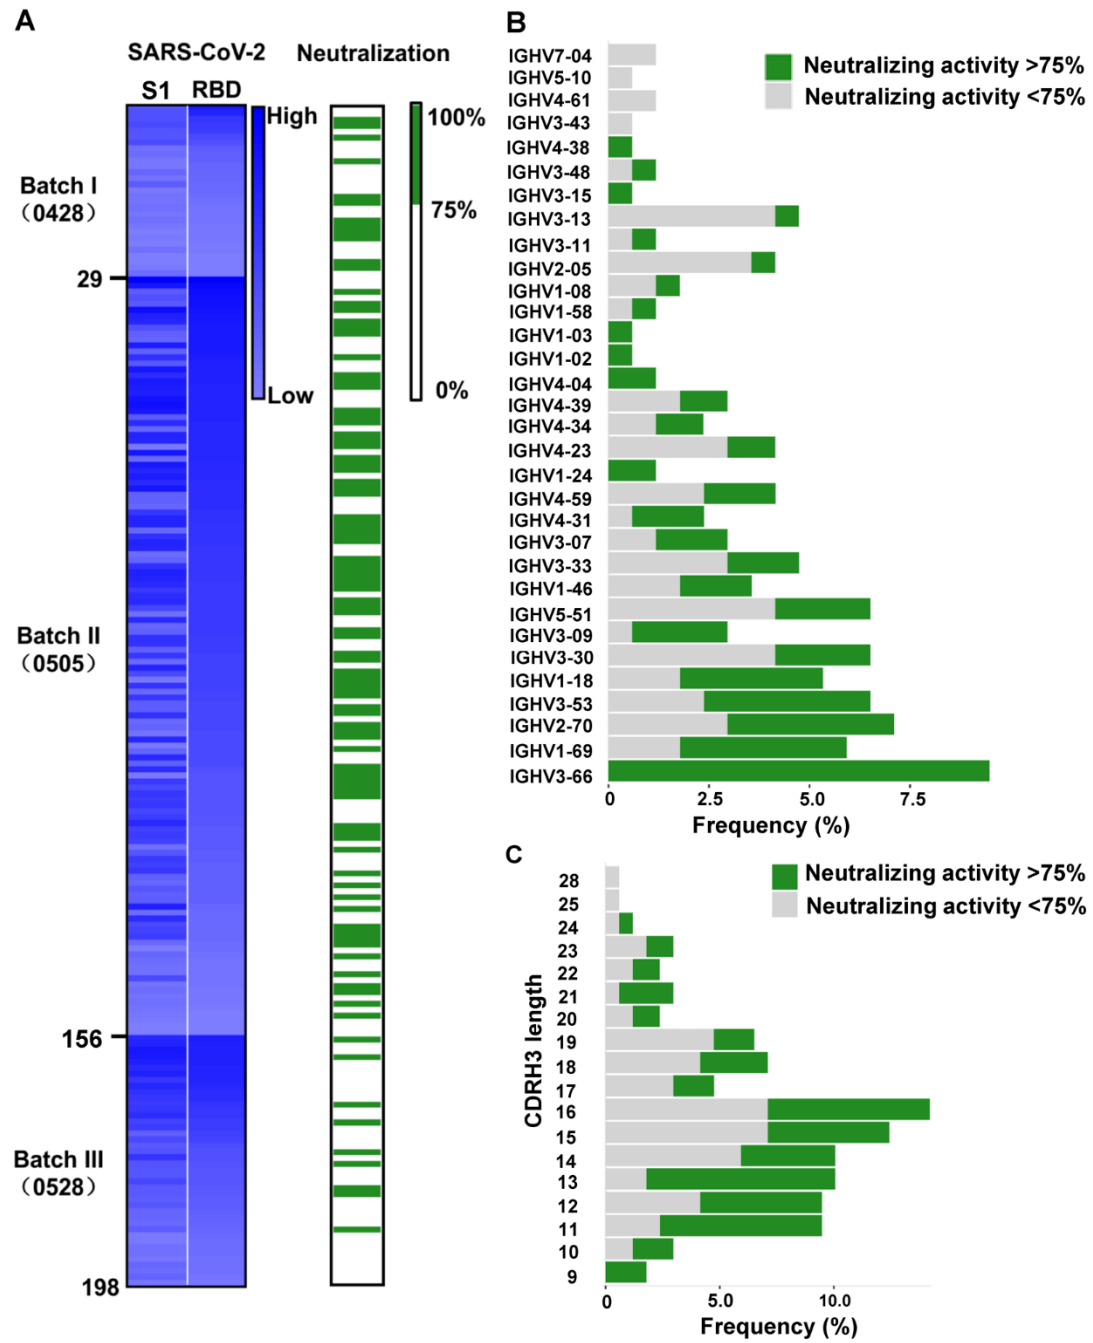 A
SARS-CoV-2 Neutralization
S1 RBD
High
Low
100%
75%
0%
Batch I
（0428）
29
Batch II
（0505）
156
Batch III
（0528）
198
B
Neutralizing activity >75%
Neutralizing activity <75%
IGHV7-04
IGHV5-10
IGHV4-61
IGHV3-43
IGHV4-38
IGHV3-48
IGHV3-15
IGHV3-13
IGHV3-11
IGHV2-05
IGHV1-08
IGHV1-58
IGHV1-03
IGHV1-02
IGHV4-04
IGHV4-39
IGHV4-34
IGHV4-23
IGHV1-24
IGHV4-59
IGHV4-31
IGHV3-07
IGHV3-33
IGHV1-46
IGHV5-51
IGHV3-09
IGHV3-30
IGHV1-18
IGHV3-53
IGHV2-70
IGHV1-69
IGHV3-66
0 2.5 5.0 7.5
Frequency (%)
C
Neutralizing activity >75%
Neutralizing activity <75%
CDRH3 length
28
25
24
23
22
21
20
19
18
17
16
15
14
13
12
11
10
9
0 5.0 10.0
Frequency (%)